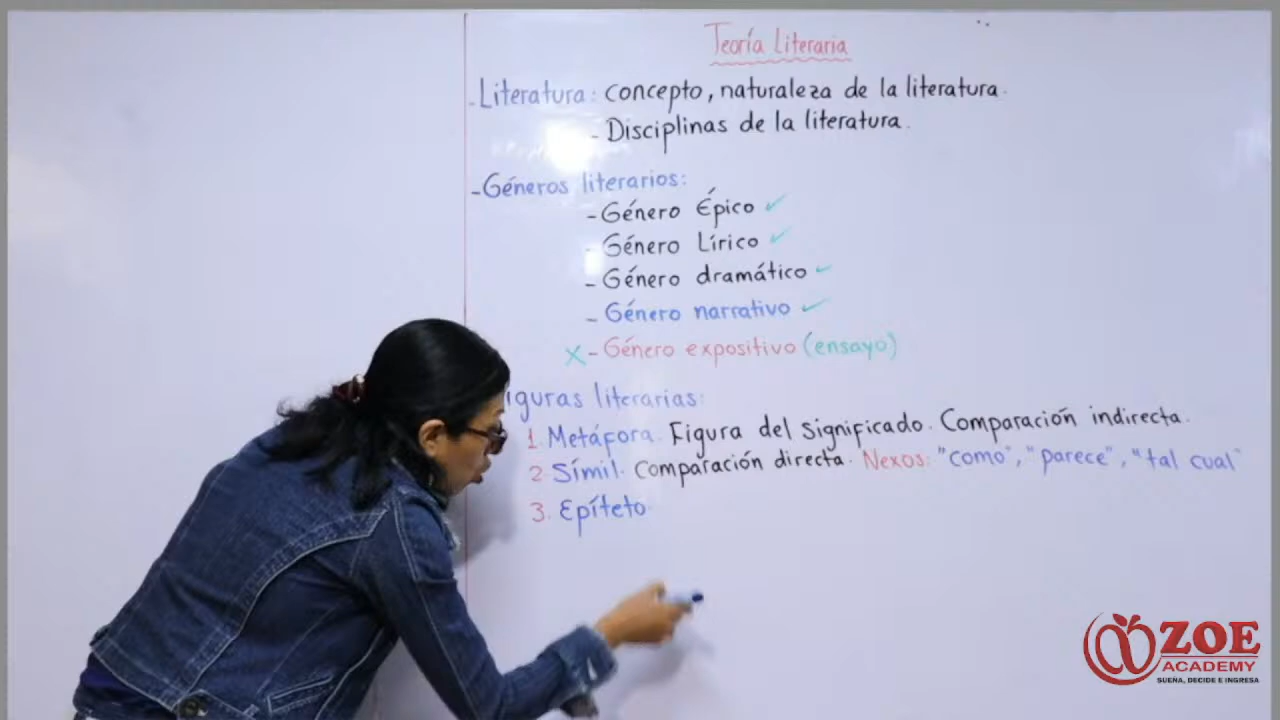 Teoría Literaria
- Literatura: concepto, naturaleza de la literatura.
- Disciplinas de la literatura.
- Géneros literarios:
- Género Épico ✓
- Género Lírico ✓
- Género dramático ✓
- Género narrativo ✓
X - Género expositivo (ensayo)
iguras literarias:
1. Metáfora. Figura del significado. Comparación indirecta.
2. Símil. Comparación directa. Nexos: "como", "parece", "tal cual"
3. Epíteto.
ZOE
ACADEMY
SUEÑA, DECIDE E INGRESA